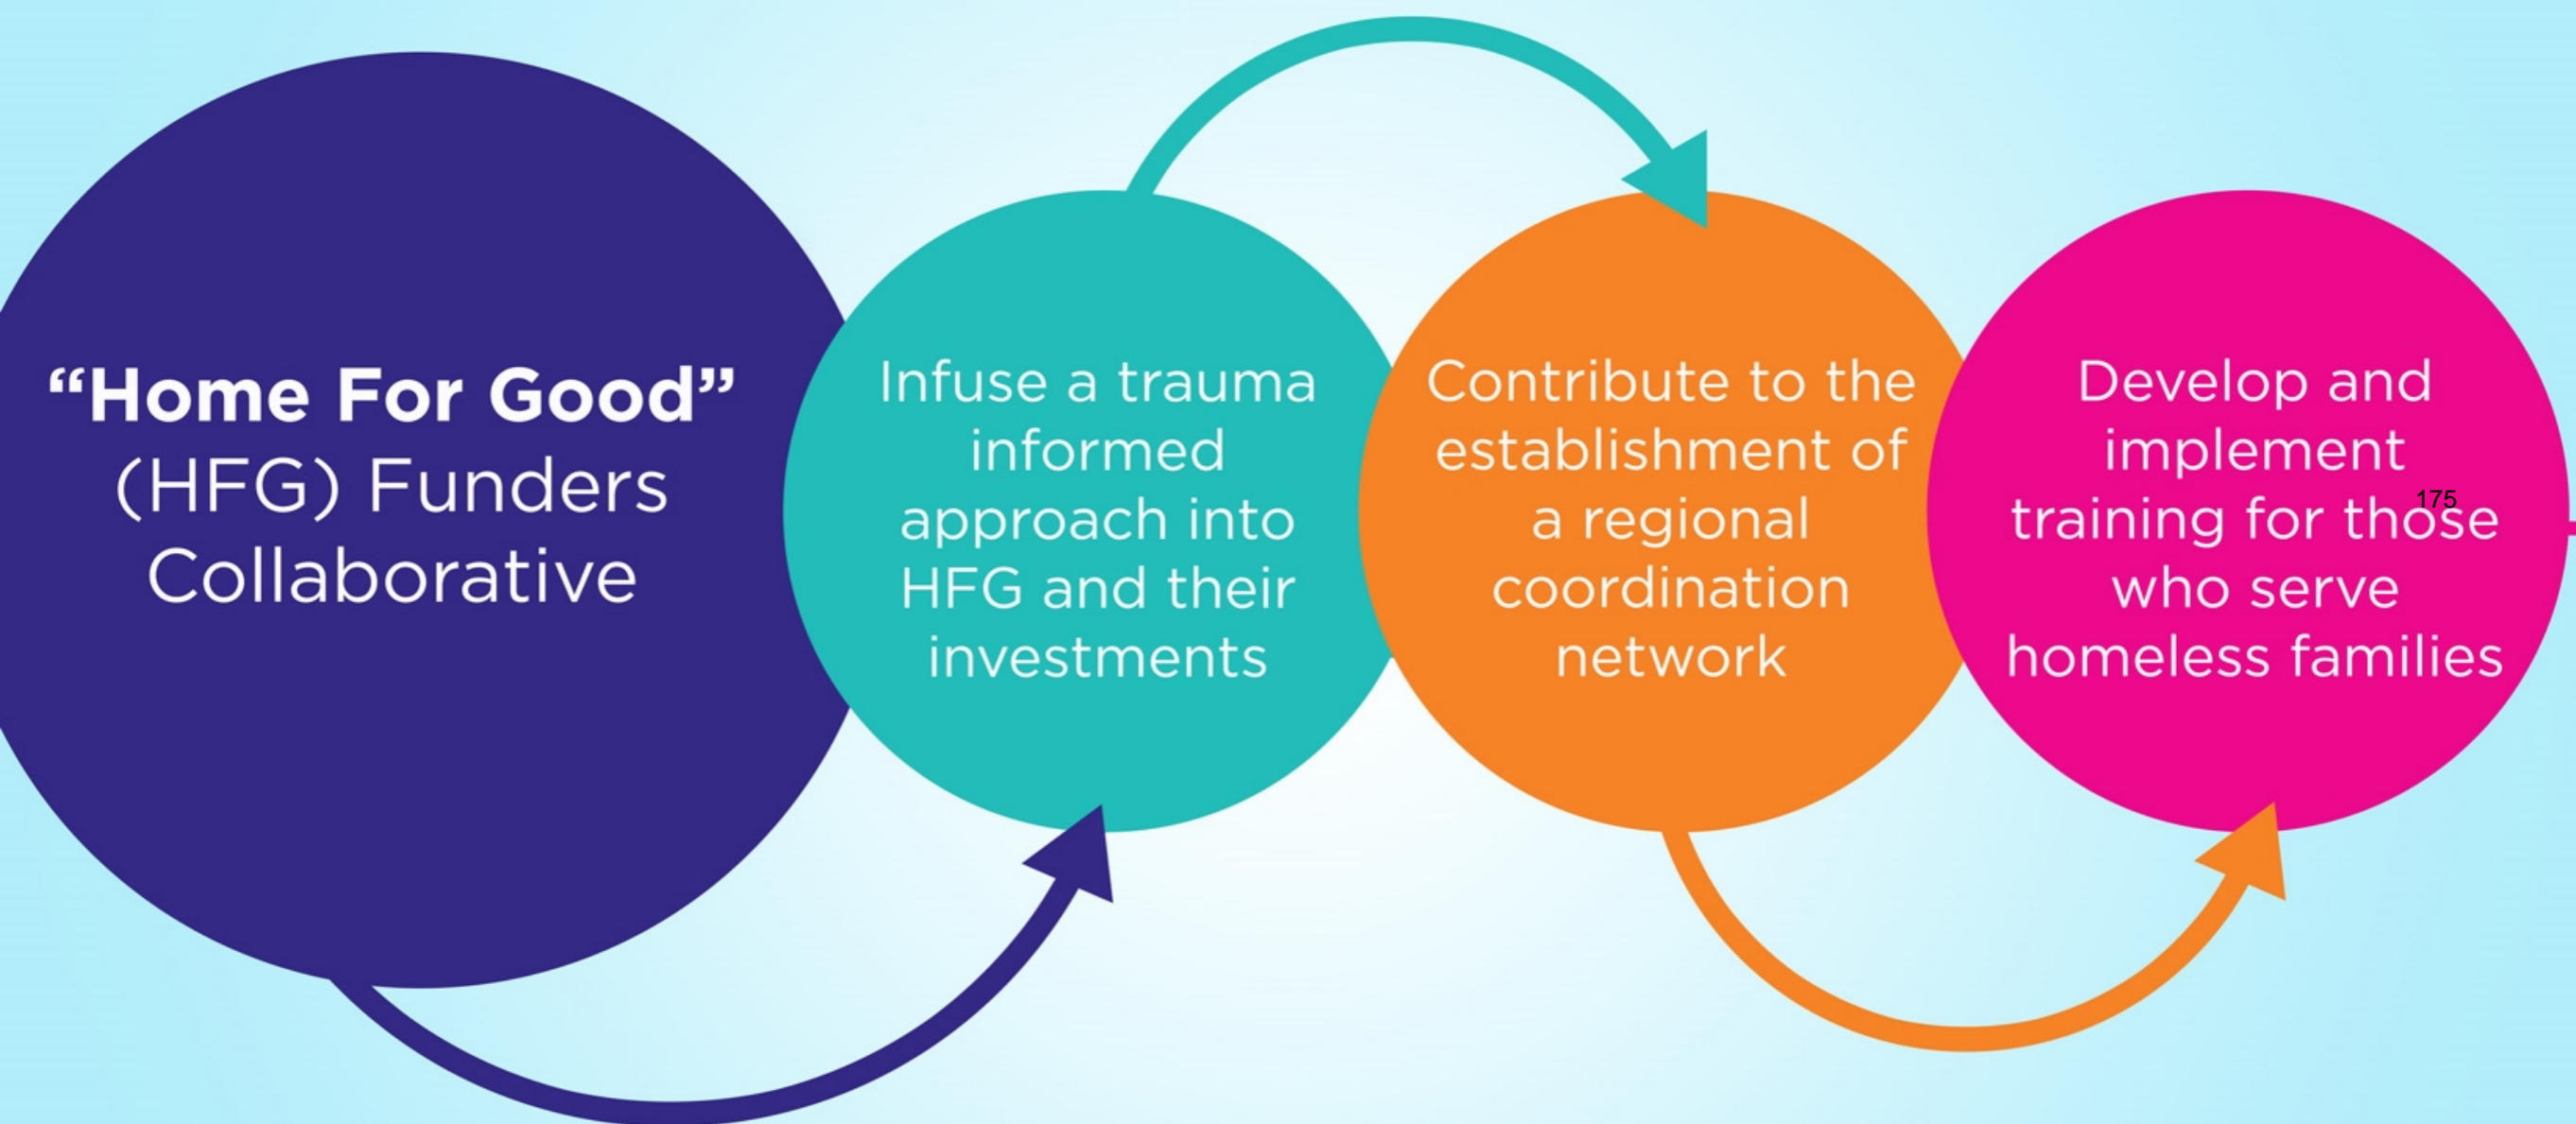 “Home For Good”
(HFG) Funders
Collaborative
Infuse a trauma
informed
approach into
HFG and their
investments
Contribute to the
establishment of
a regional
coordination
network
Develop and
implement
training for those
who serve
homeless families
175